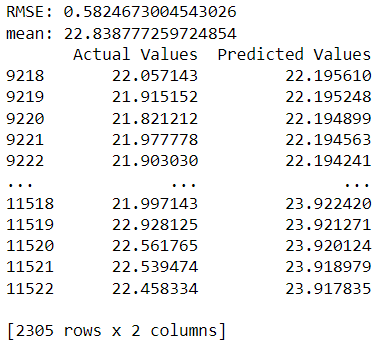 RMSE: 0.5824673004543026
mean: 22.838777259724854
Actual Values Predicted Values
9218 22.057143 22.195610
9219 21.915152 22.195248
9220 21.821212 22.194899
9221 21.977778 22.194563
9222 21.903030 22.194241
... ... ...
11518 21.997143 23.922420
11519 22.928125 23.921271
11520 22.561765 23.920124
11521 22.539474 23.918979
11522 22.458334 23.917835
[2305 rows x 2 columns]